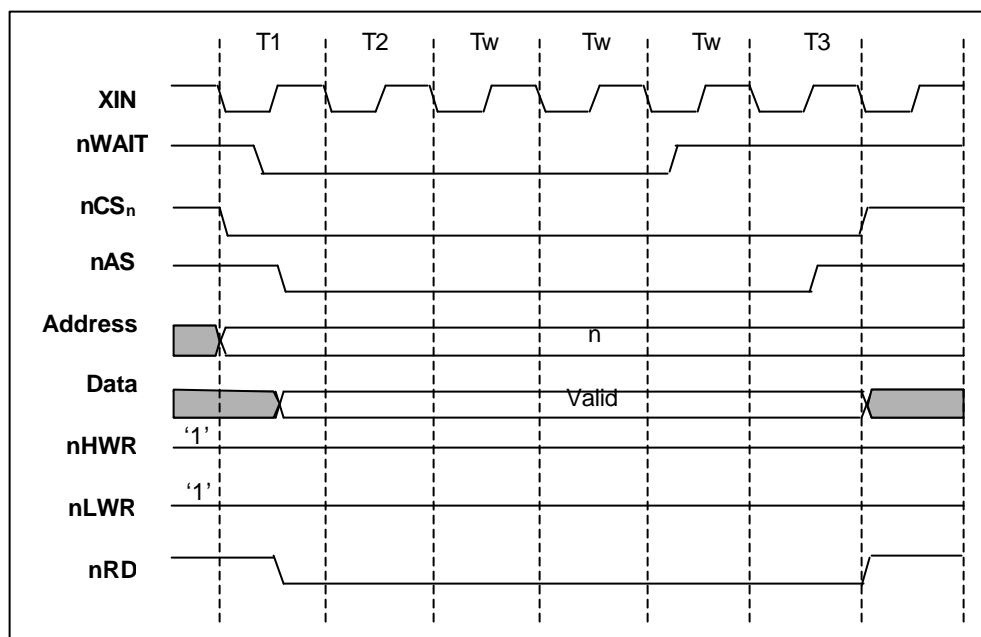 T1 T2 Tw Tw Tw T3
XIN
nWAIT
nCSn
nAS
Address
n
Data
Valid
‘1’
nHWR
‘1’
nLWR
nRD